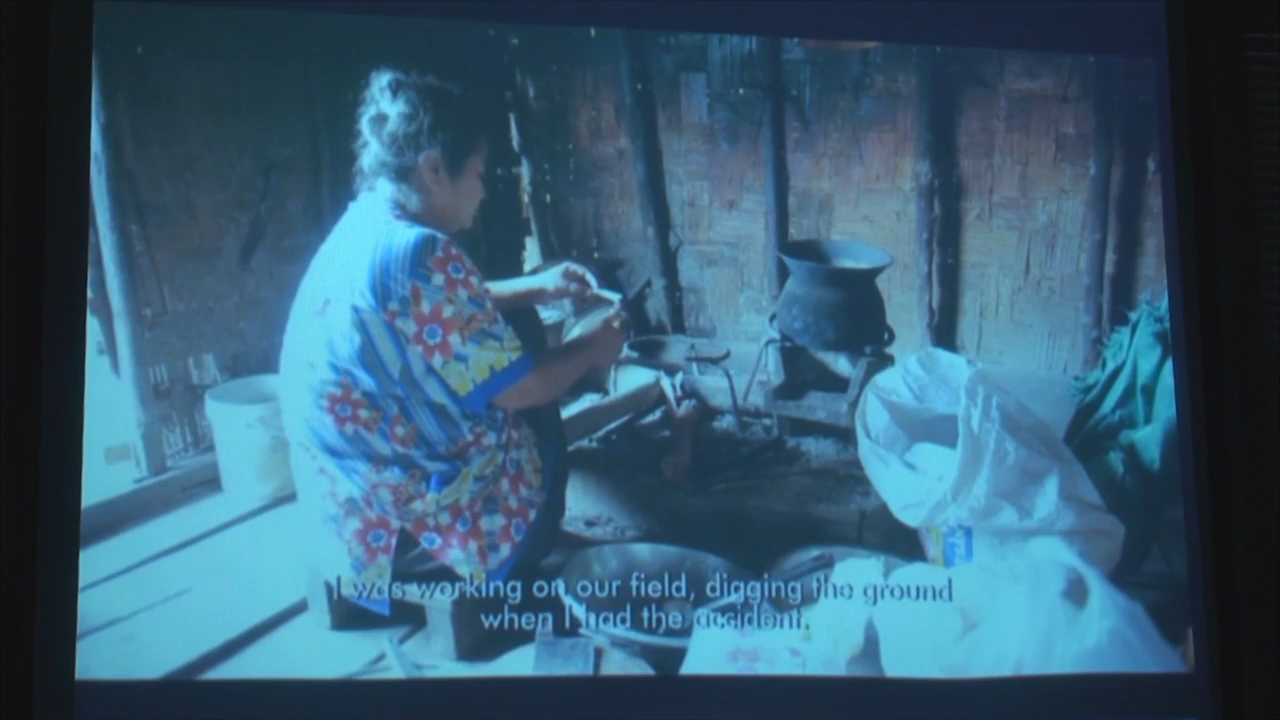 I was working on our field, digging the ground
when I had the accident.